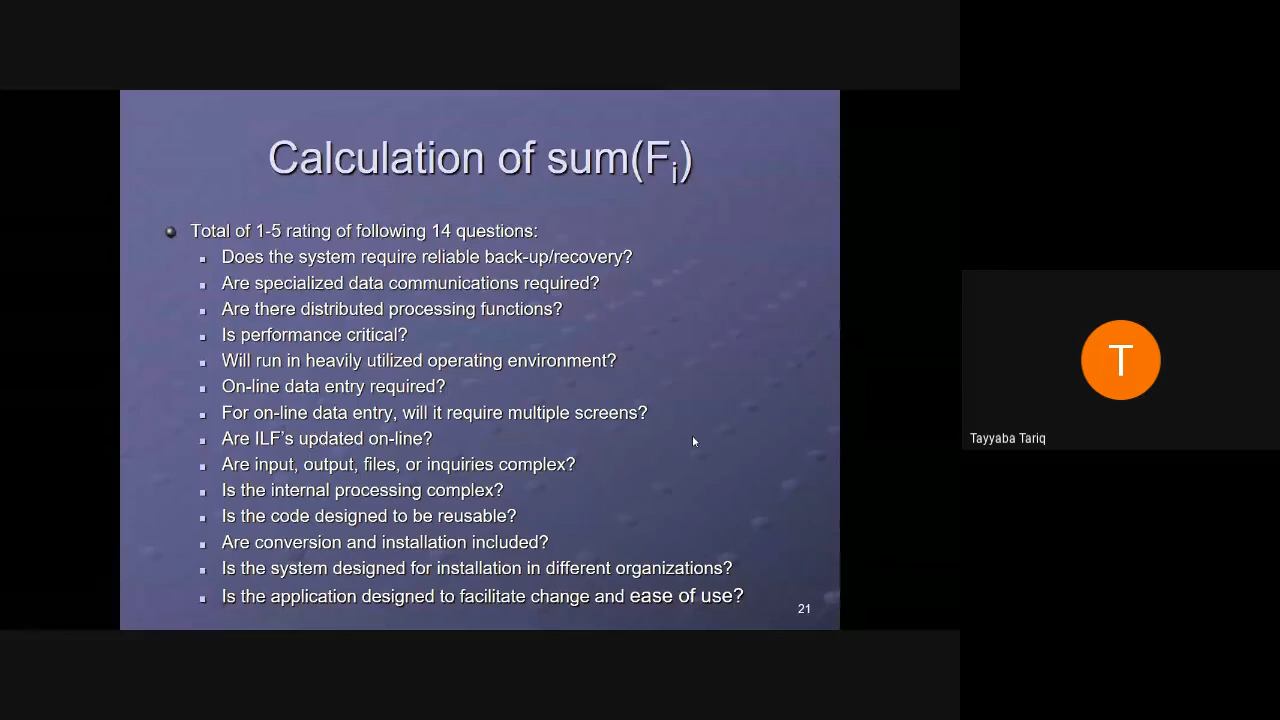 Calculation of sum(Fi)
Total of 1-5 rating of following 14 questions:
Does the system require reliable back-up/recovery?
Are specialized data communications required?
Are there distributed processing functions?
Is performance critical?
Will run in heavily utilized operating environment?
On-line data entry required?
For on-line data entry, will it require multiple screens?
Are ILF's updated on-line?
Are input, output, files, or inquiries complex?
Is the internal processing complex?
Is the code designed to be reusable?
Are conversion and installation included?
Is the system designed for installation in different organizations?
Is the application designed to facilitate change and ease of use?
21
T
Tayyaba Tariq